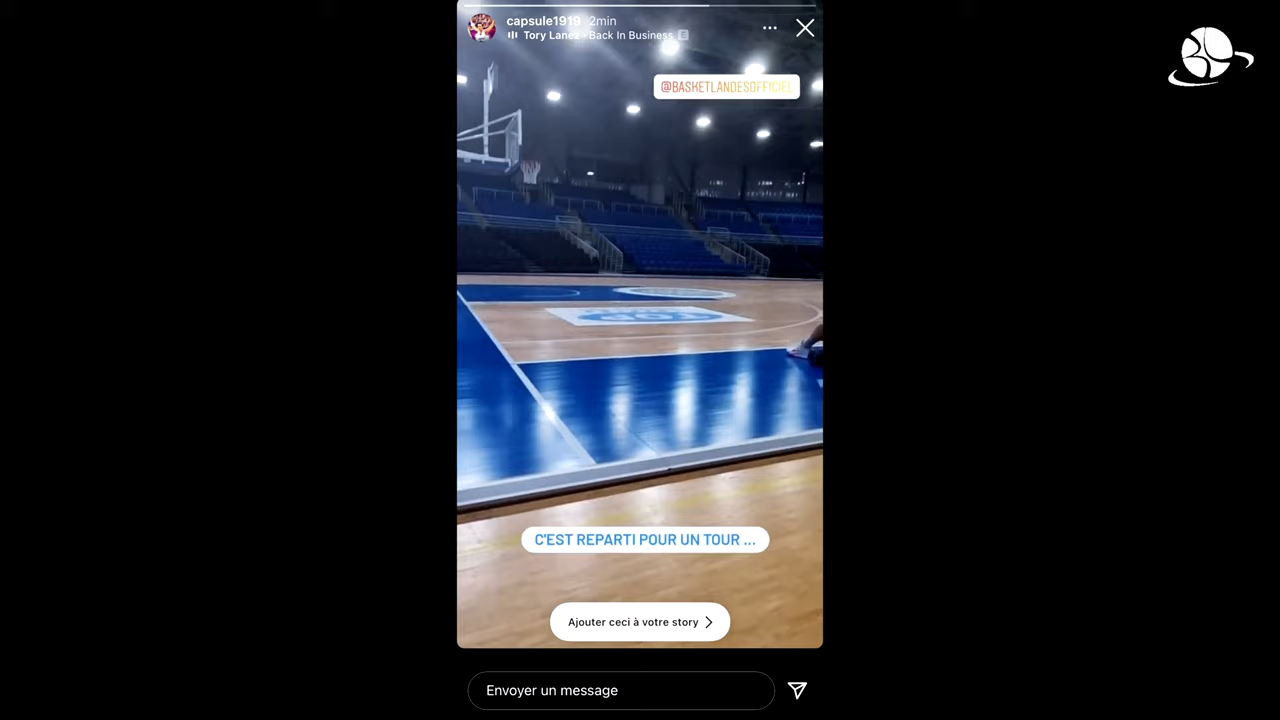 capsule1919 2min
Tory Lanez · Back In Business E
@BASKETLANDESOFFICIEL
C'EST REPARTI POUR UN TOUR ...
Ajouter ceci à votre story
Envoyer un message